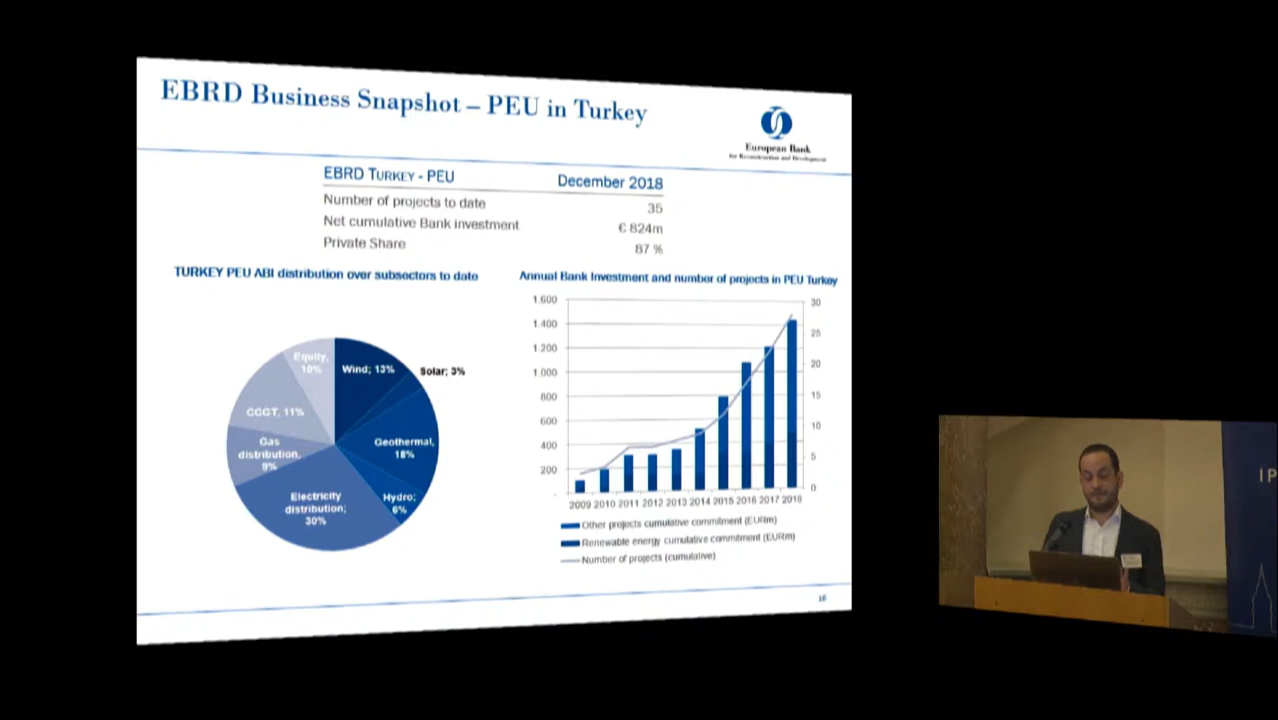 EBRD Business Snapshot – PEU in Turkey
European Bank
for Reconstruction and Development
EBRD TURKEY - PEU
December 2018
Number of projects to date
35
Net cumulative Bank investment
€ 824m
Private Share
87 %
TURKEY PEU ABI distribution over subsectors to date
Equity,
10%
Wind; 13%
Solar; 3%
CCGT, 11%
Geothermal,
18%
Gas
distribution,
9%
Hydro;
6%
Electricity
distribution;
30%
Annual Bank Investment and number of projects in PEU Turkey
1.600
1.400
1.200
1.000
800
600
400
200
-
30
25
20
15
10
5
0
2009 2010 2011 2012 2013 2014 2015 2016 2017 2018
Other projects cumulative commitment (EURm)
Renewable energy cumulative commitment (EURm)
Number of projects (cumulative)
16
IP